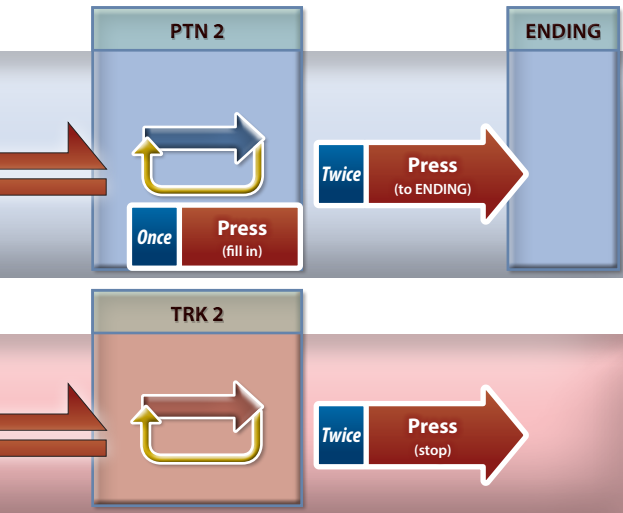 PTN 2
ENDING
Twice
Press
(to ENDING)
Once
Press
(fill in)
TRK 2
Twice
Press
(stop)